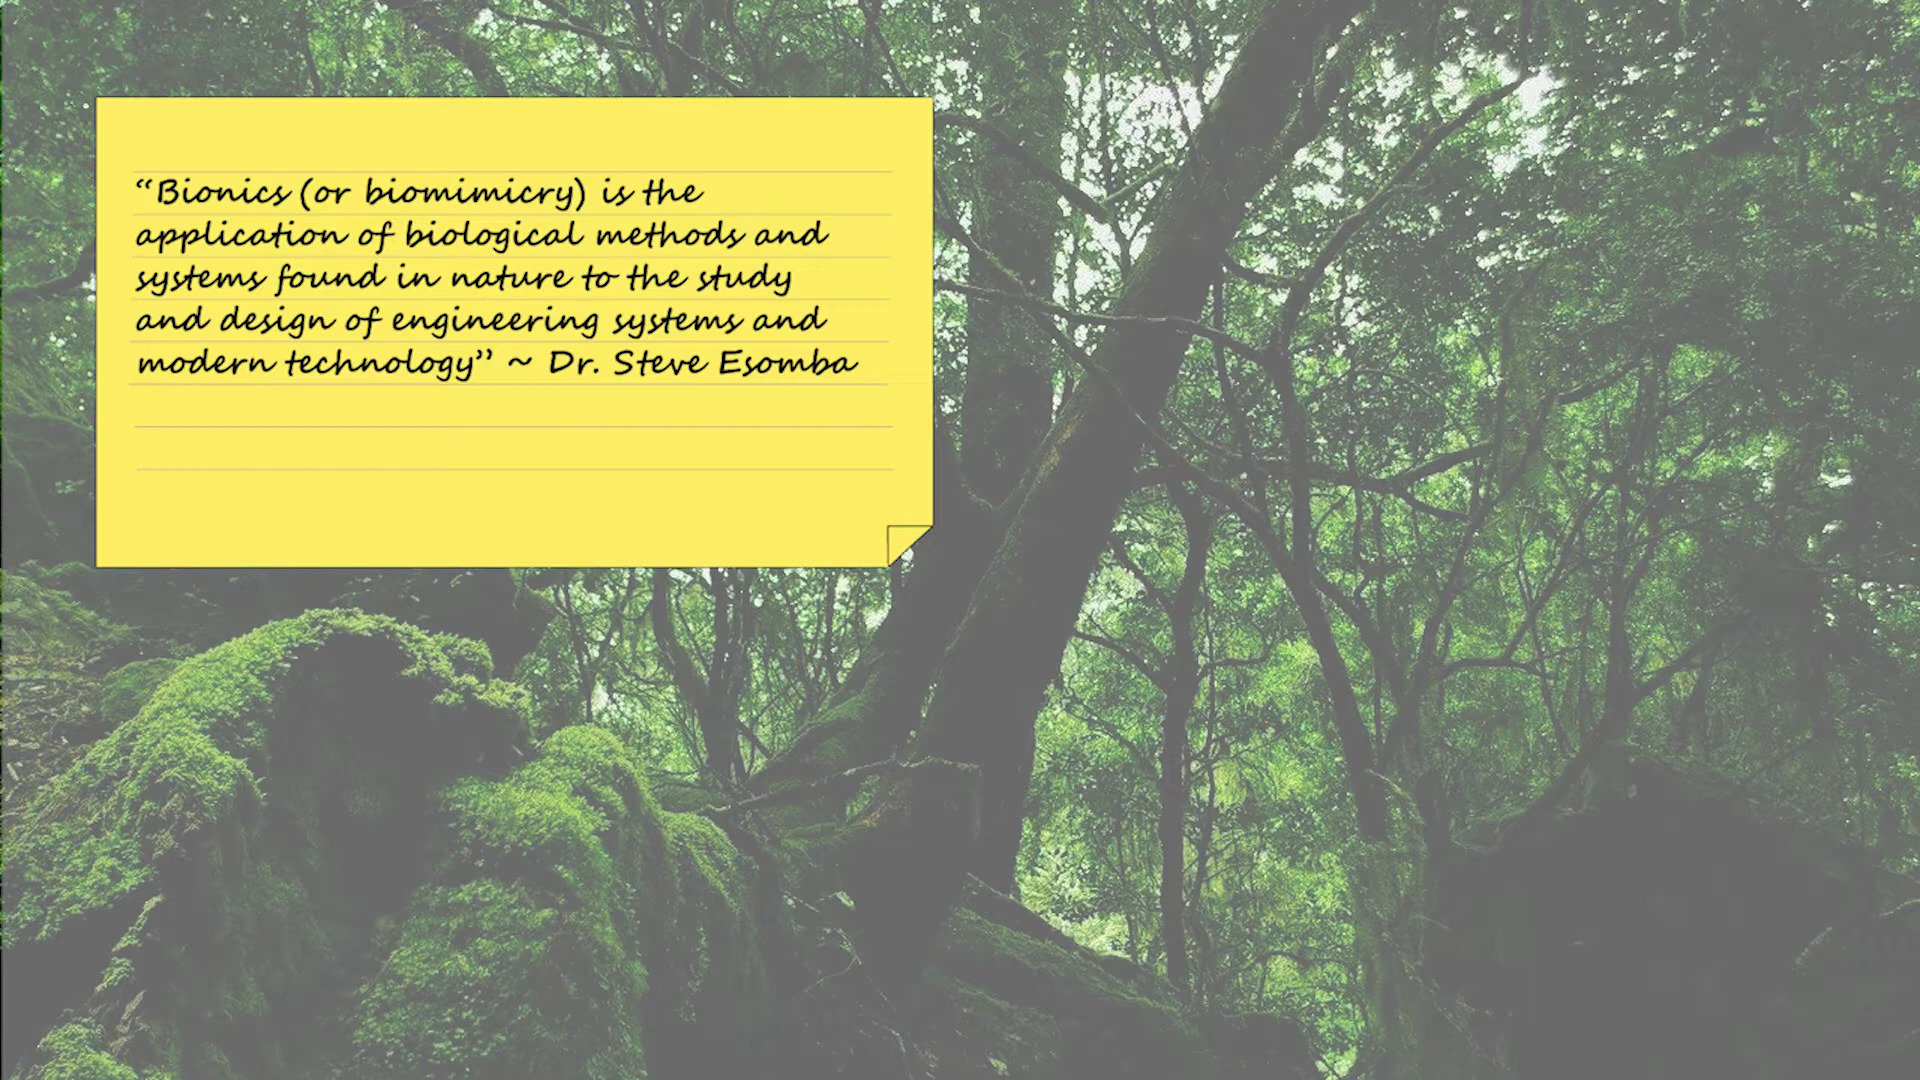 “Bionics (or biomimicry) is the
application of biological methods and
systems found in nature to the study
and design of engineering systems and
modern technology” ~ Dr. Steve Esomba